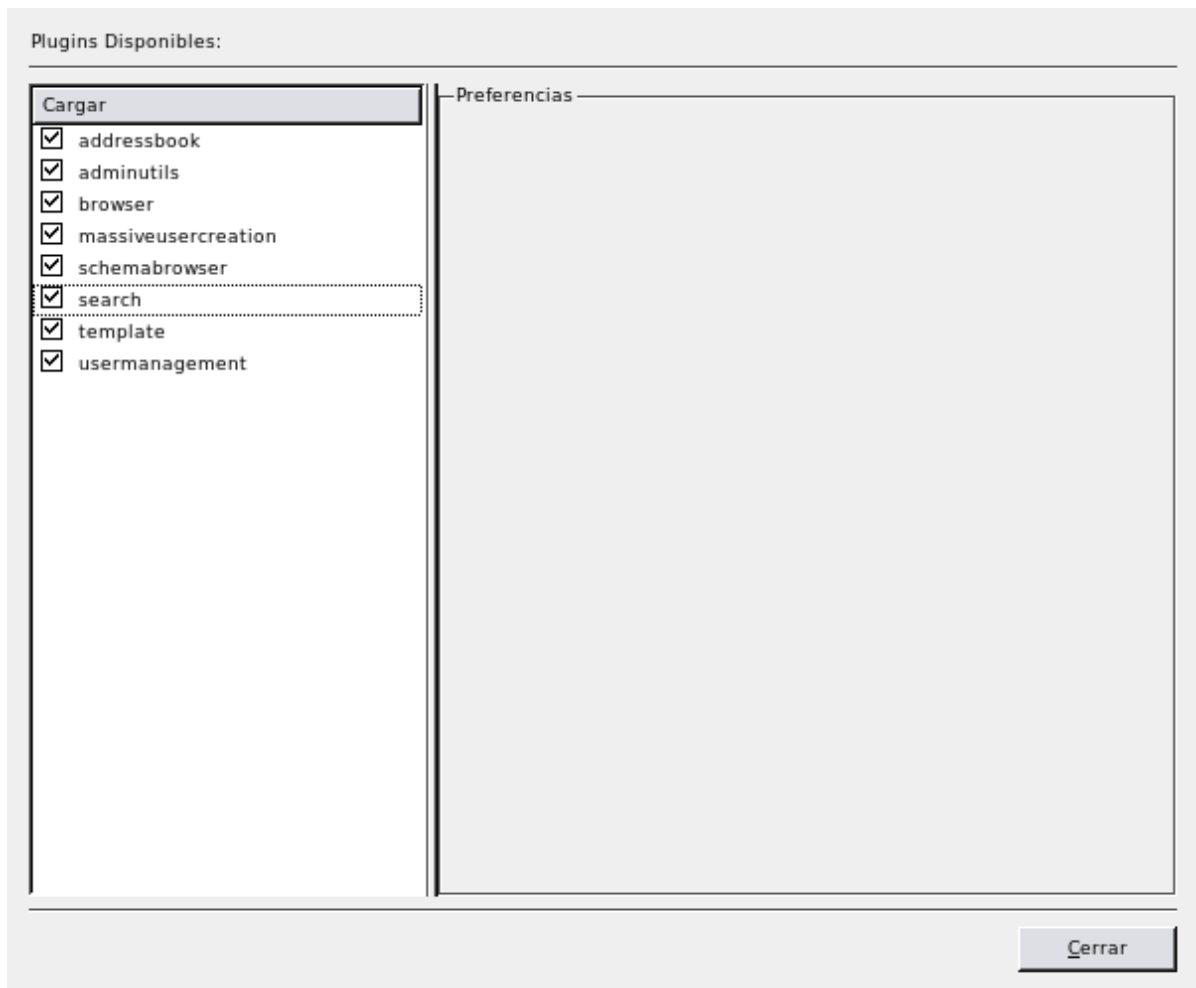 Plugins Disponibles:
Cargar
Preferencias
addressbook
adminutils
browser
massiveusercreation
schemabrowser
search
template
usermanagement
Cerrar